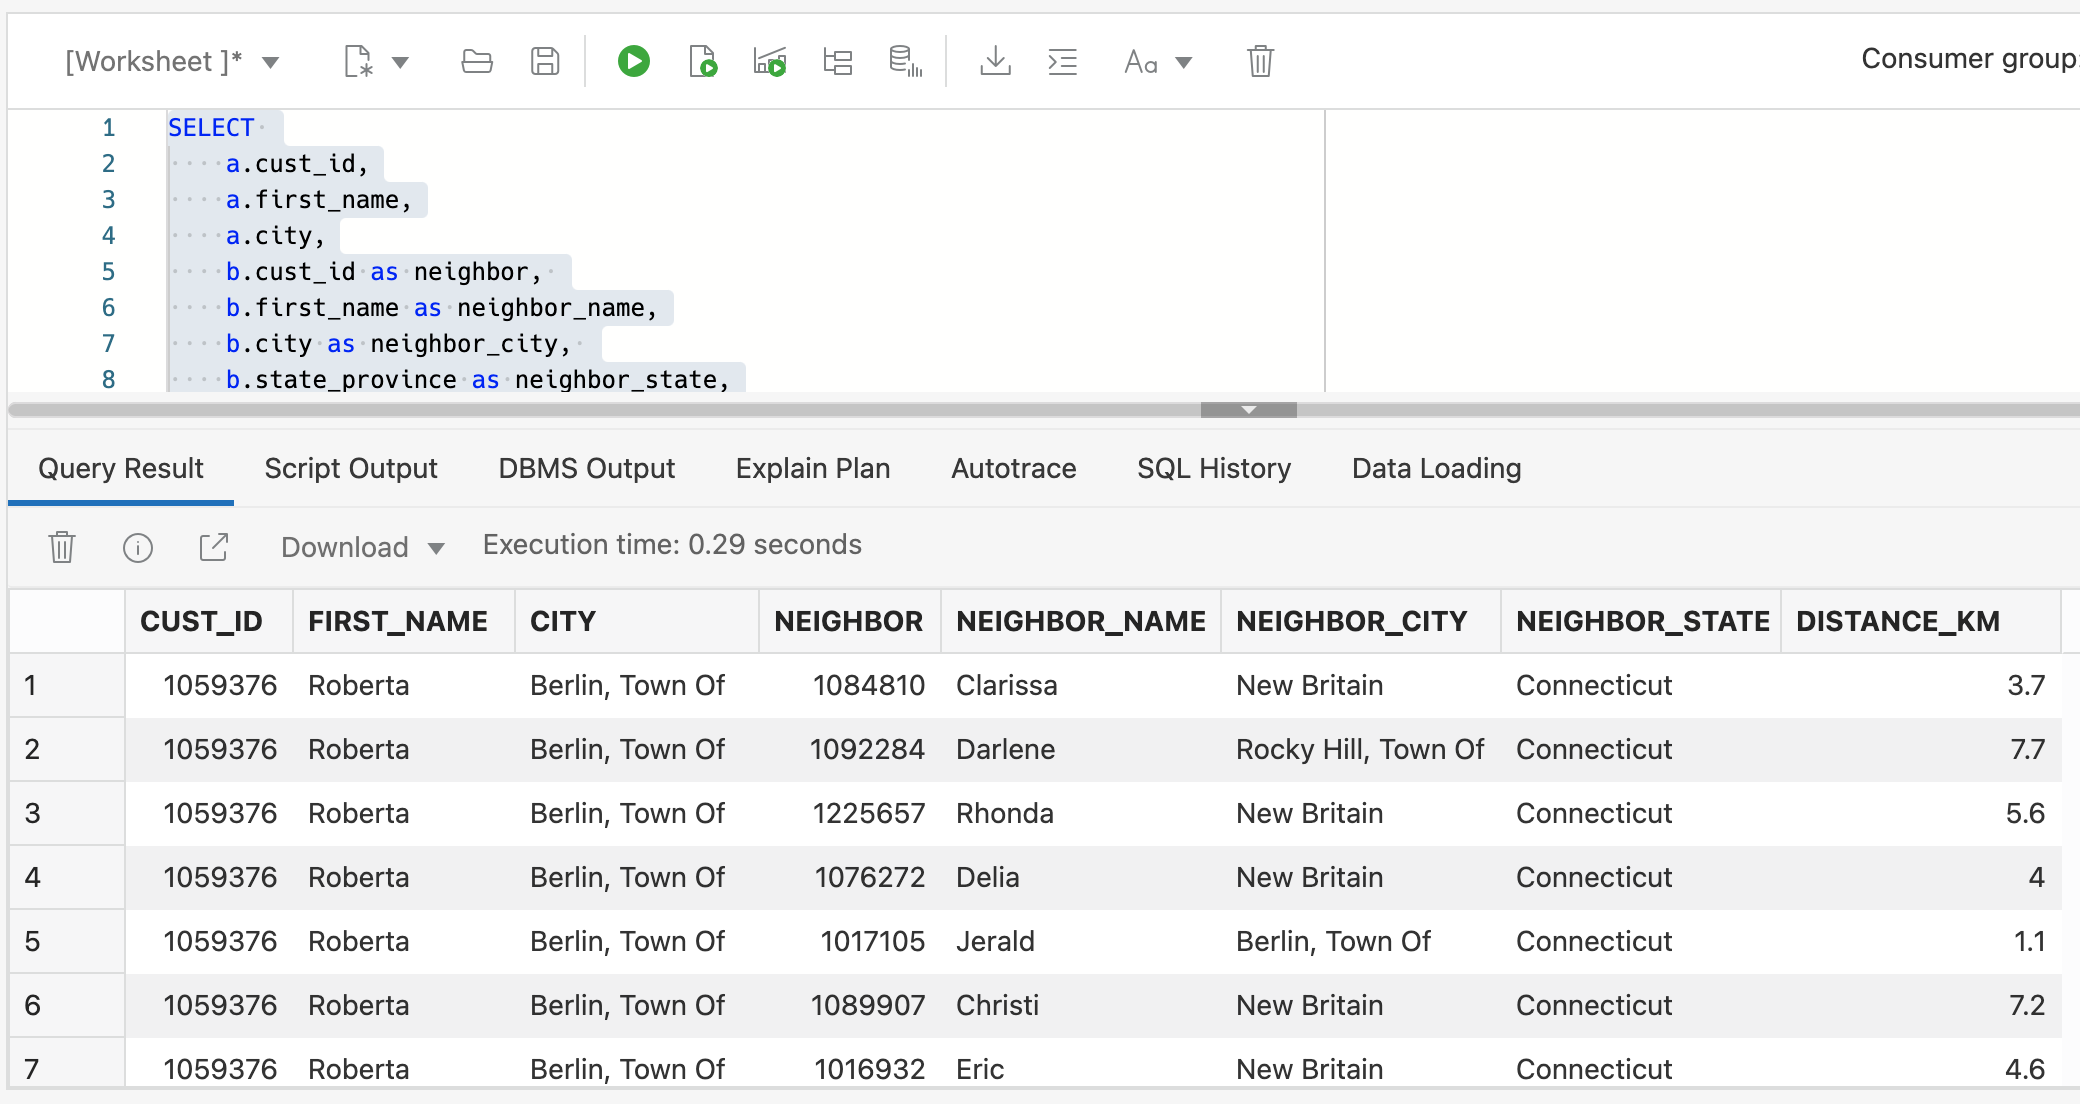 [Worksheet ]* Aa Consumer group:
1 SELECT
2 a.cust_id,
3 a.first_name,
4 a.city,
5 b.cust_id as neighbor,
6 b.first_name as neighbor_name,
7 b.city as neighbor_city,
8 b.state_province as neighbor_state,
Query Result Script Output DBMS Output Explain Plan Autotrace SQL History Data Loading
Download Execution time: 0.29 seconds
CUST_ID FIRST_NAME CITY NEIGHBOR NEIGHBOR_NAME NEIGHBOR_CITY NEIGHBOR_STATE DISTANCE_KM
1 1059376 Roberta Berlin, Town Of 1084810 Clarissa New Britain Connecticut 3.7
2 1059376 Roberta Berlin, Town Of 1092284 Darlene Rocky Hill, Town Of Connecticut 7.7
3 1059376 Roberta Berlin, Town Of 1225657 Rhonda New Britain Connecticut 5.6
4 1059376 Roberta Berlin, Town Of 1076272 Delia New Britain Connecticut 4
5 1059376 Roberta Berlin, Town Of 1017105 Jerald Berlin, Town Of Connecticut 1.1
6 1059376 Roberta Berlin, Town Of 1089907 Christi New Britain Connecticut 7.2
7 1059376 Roberta Berlin, Town Of 1016932 Eric New Britain Connecticut 4.6